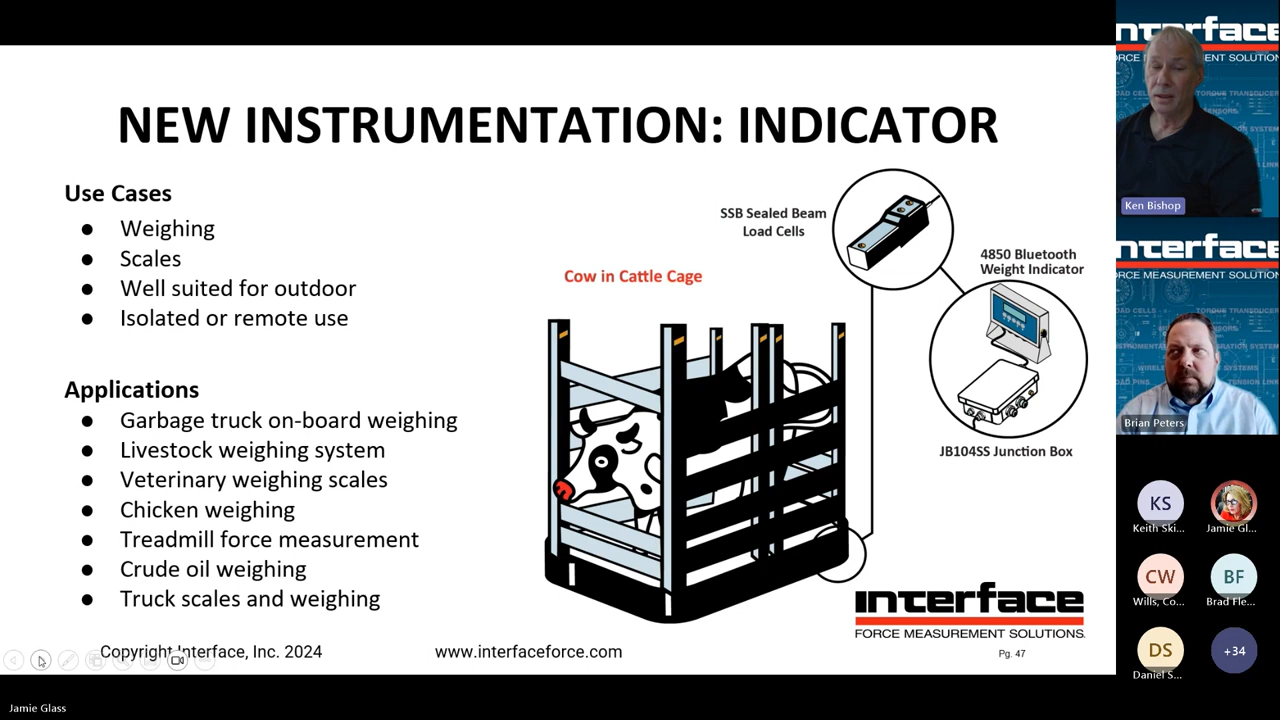 NEW INSTRUMENTATION: INDICATOR
Use Cases
● Weighing
● Scales
● Well suited for outdoor
● Isolated or remote use
Applications
● Garbage truck on-board weighing
● Livestock weighing system
● Veterinary weighing scales
● Chicken weighing
● Treadmill force measurement
● Crude oil weighing
● Truck scales and weighing
SSB Sealed Beam
Load Cells
4850 Bluetooth
Weight Indicator
Cow in Cattle Cage
JB104SS Junction Box
interface
FORCE MEASUREMENT SOLUTIONS.
Copyright Interface, Inc. 2024
www.interfaceforce.com
Pg. 47
Jamie Glass
Ken Bishop
Brian Peters
KS
Keith Ski...
Jamie Gl...
CW
Wills, Co...
BF
Brad Fle...
DS
Daniel S...
+34